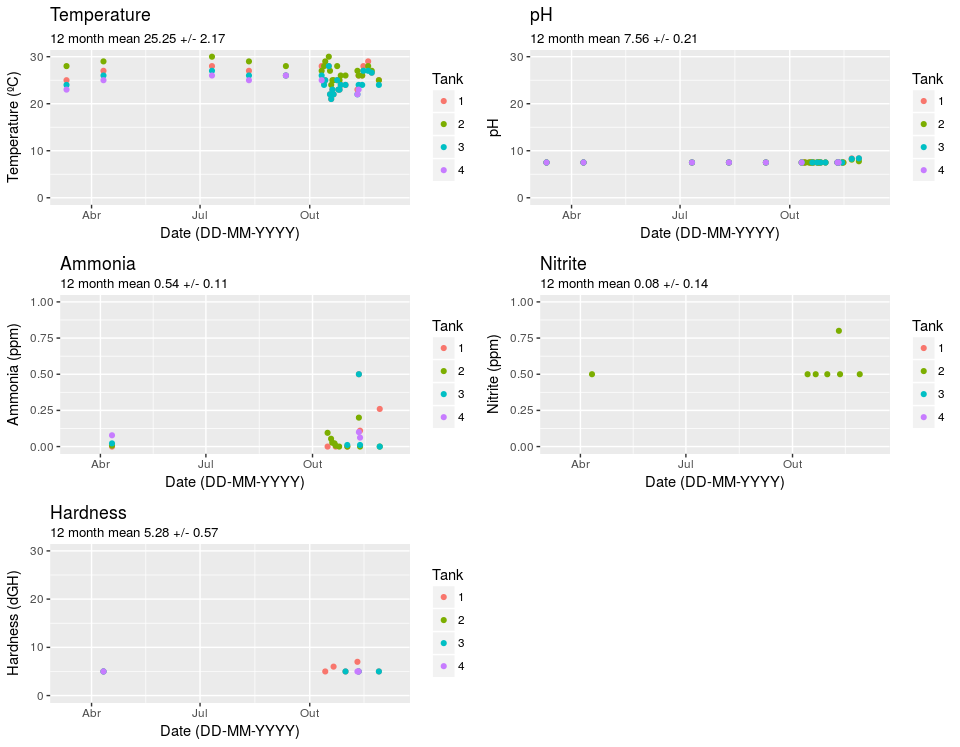 Temperature
12 month mean 25.25 +/- 2.17
30
20
10
0
Temperature (ºC)
Abr Jul Out
Date (DD-MM-YYYY)
Tank
1
2
3
4
pH
12 month mean 7.56 +/- 0.21
30
20
10
0
pH
Abr Jul Out
Date (DD-MM-YYYY)
Tank
1
2
3
4
Ammonia
12 month mean 0.54 +/- 0.11
1.00
0.75
0.50
0.25
0.00
Ammonia (ppm)
Abr Jul Out
Date (DD-MM-YYYY)
Tank
1
2
3
4
Nitrite
12 month mean 0.08 +/- 0.14
1.00
0.75
0.50
0.25
0.00
Nitrite (ppm)
Abr Jul Out
Date (DD-MM-YYYY)
Tank
1
2
3
4
Hardness
12 month mean 5.28 +/- 0.57
30
20
10
0
Hardness (dGH)
Abr Jul Out
Date (DD-MM-YYYY)
Tank
1
2
3
4